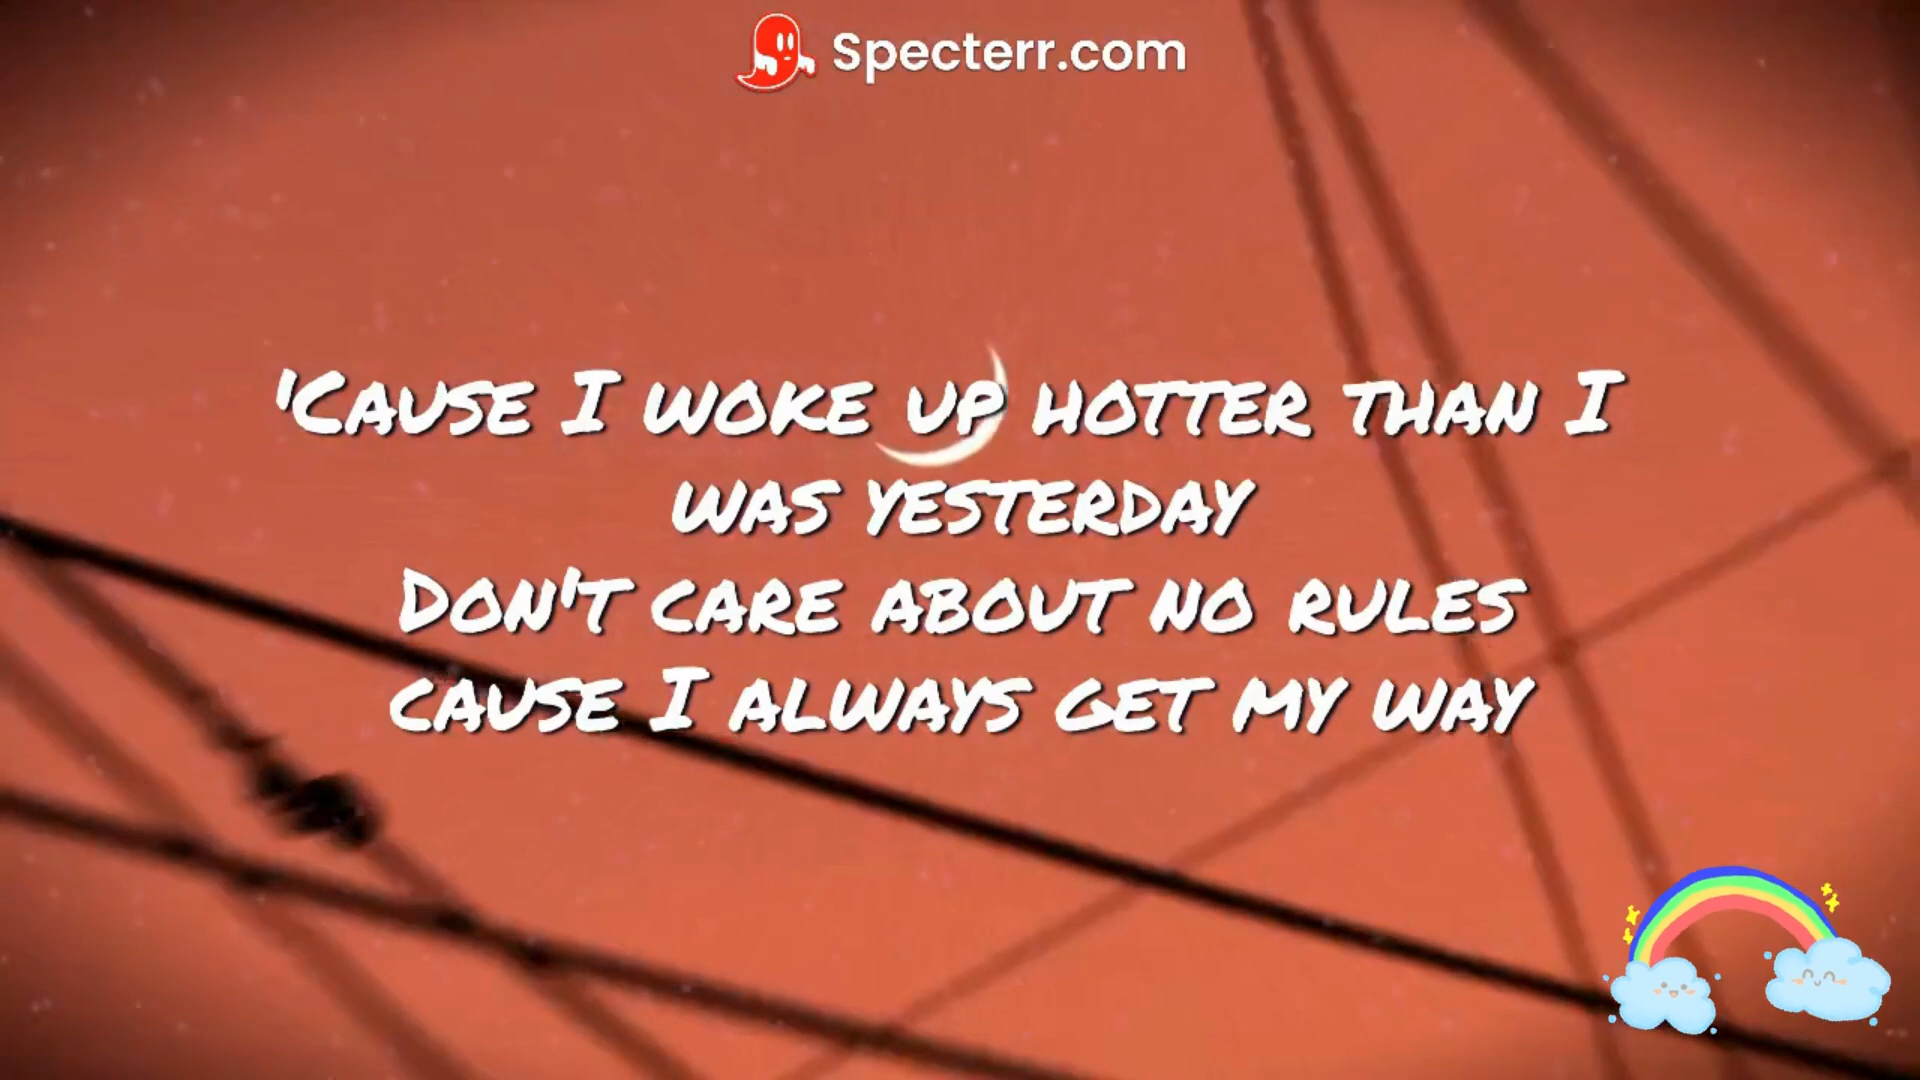 Specterr.com
'Cause I woke up hotter than I
was yesterday
Don't care about no rules
cause I always get my way